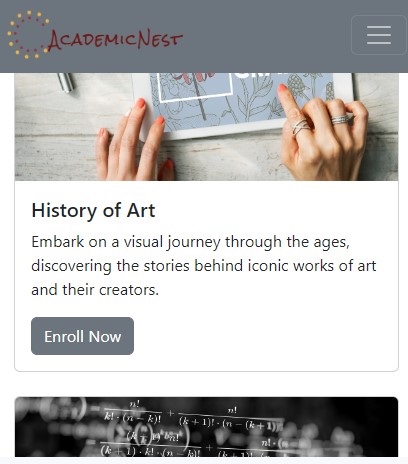 AcademicNest
History of Art
Embark on a visual journey through the ages,
discovering the stories behind iconic works of art
and their creators.
Enroll Now